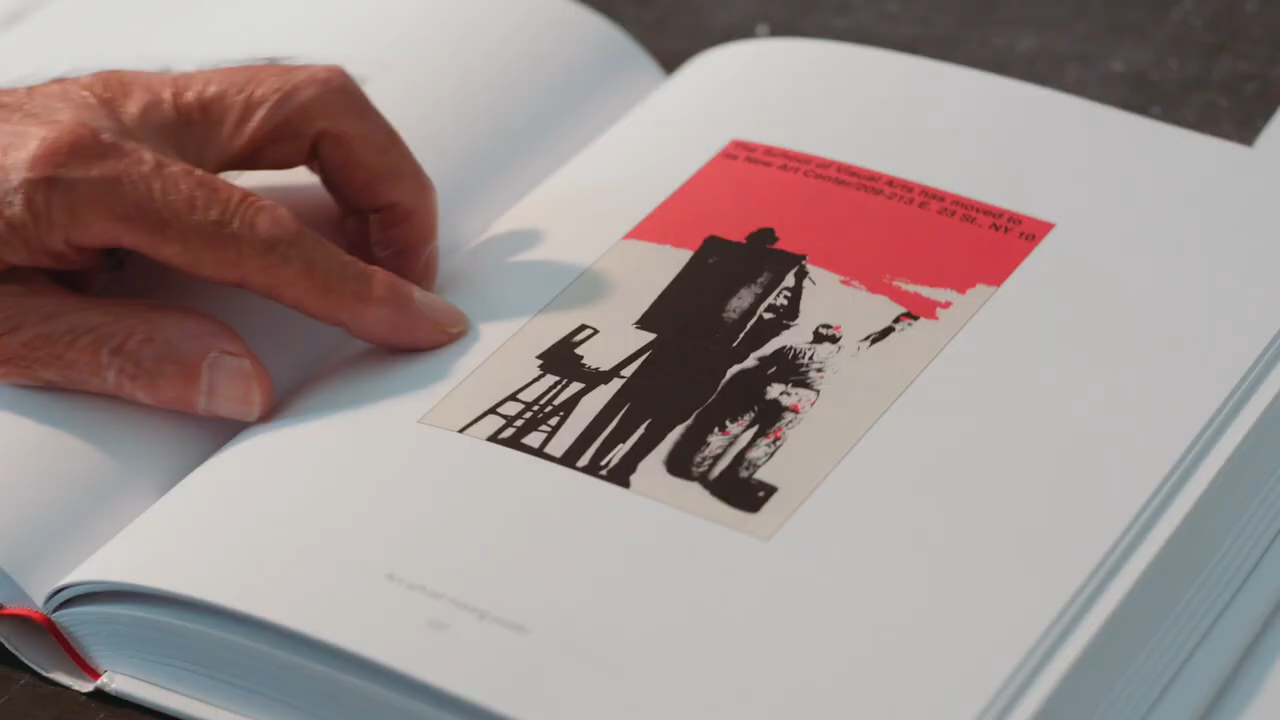 The School of Visual Arts has moved to
its New Art Center/209-213 E. 23 St., NY 10